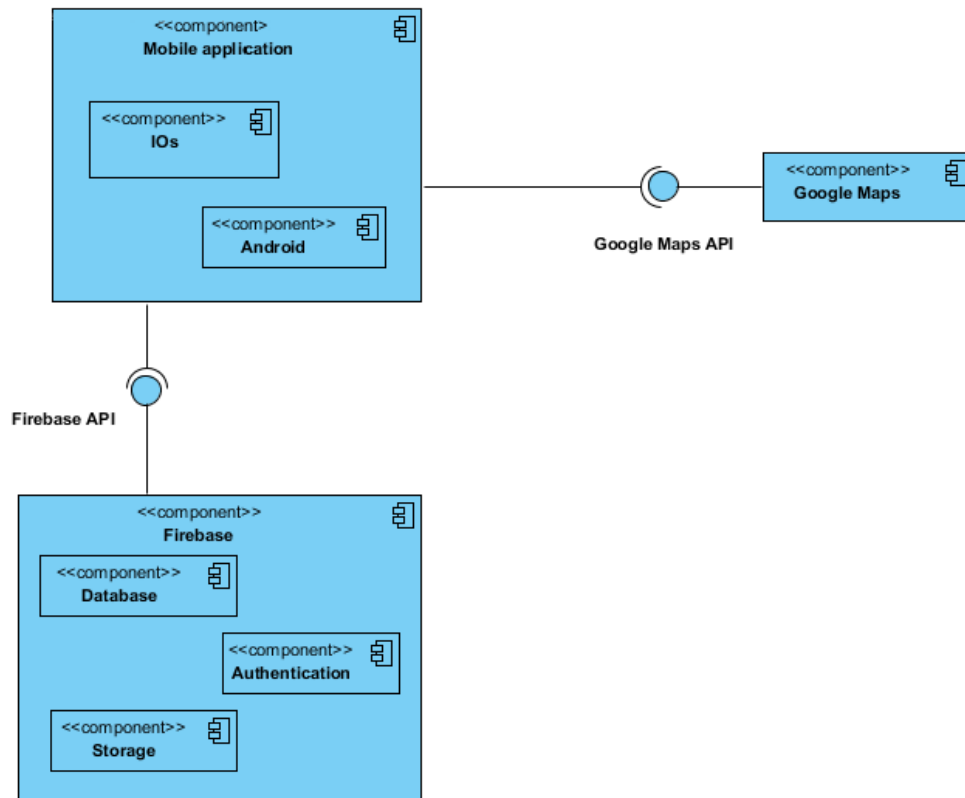 <<component>
Mobile application
<<component>>
IOs
<<component>>
Android
<<component>>
Google Maps
Google Maps API
Firebase API
<<component>>
Firebase
<<component>>
Database
<<component>>
Authentication
<<component>>
Storage